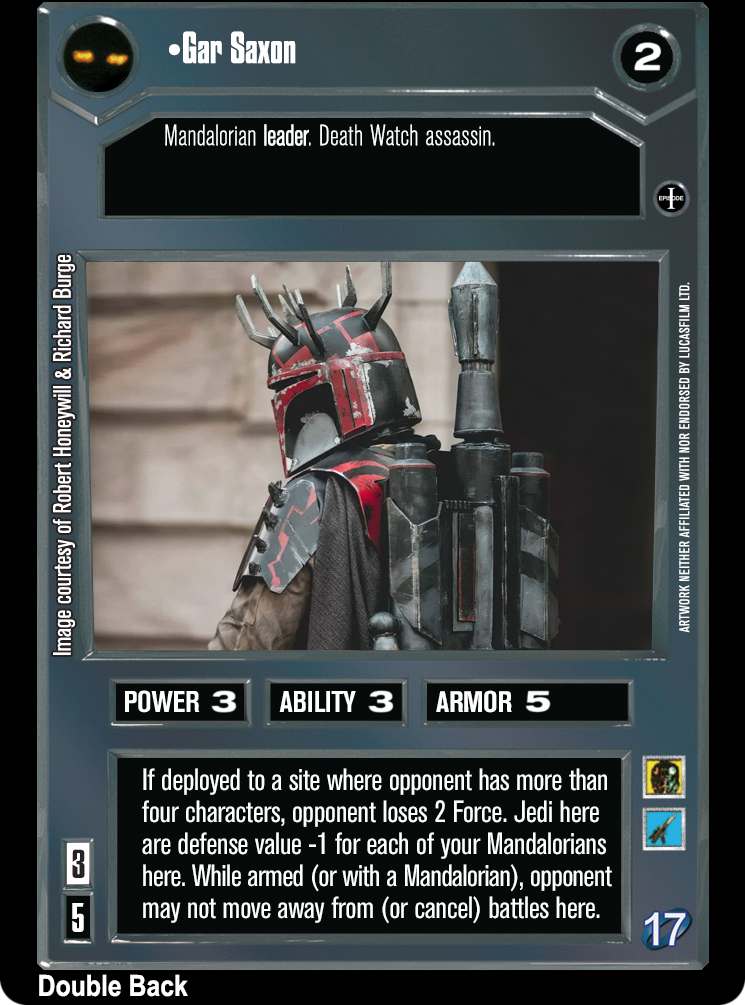 •Gar Saxon
2
Mandalorian leader. Death Watch assassin.
EPISODE I
Image courtesy of Robert Honeywill & Richard Burge
ARTWORK NEITHER AFFILIATED WITH NOR ENDORSED BY LUCASFILM LTD.
POWER 3 ABILITY 3 ARMOR 5
If deployed to a site where opponent has more than
four characters, opponent loses 2 Force. Jedi here
are defense value -1 for each of your Mandalorians
here. While armed (or with a Mandalorian), opponent
may not move away from (or cancel) battles here.
3
5
17
Double Back